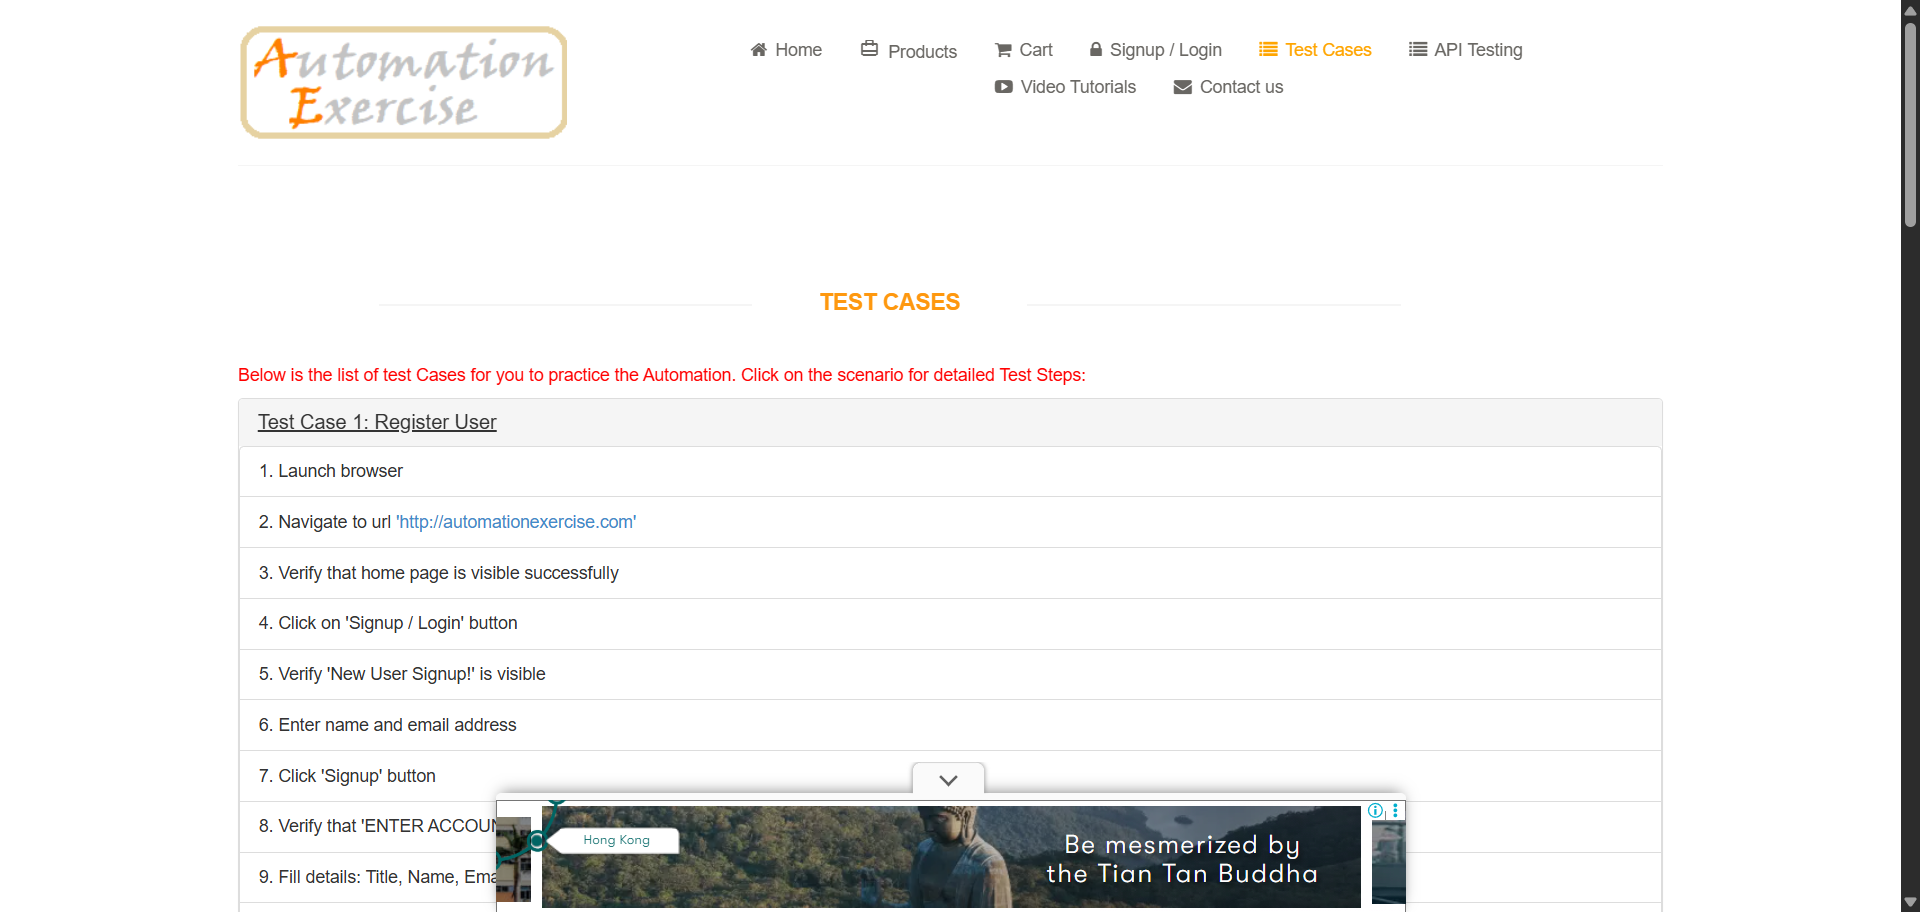 Automation
Exercise
Home
Products
Cart
Signup / Login
Test Cases
API Testing
Video Tutorials
Contact us
TEST CASES
Below is the list of test Cases for you to practice the Automation. Click on the scenario for detailed Test Steps:
Test Case 1: Register User
1. Launch browser
2. Navigate to url 'http://automationexercise.com'
3. Verify that home page is visible successfully
4. Click on 'Signup / Login' button
5. Verify 'New User Signup!' is visible
6. Enter name and email address
7. Click 'Signup' button
8. Verify that 'ENTER ACCOU
9. Fill details: Title, Name, Ema
Hong Kong
Be mesmerized by
the Tian Tan Buddha